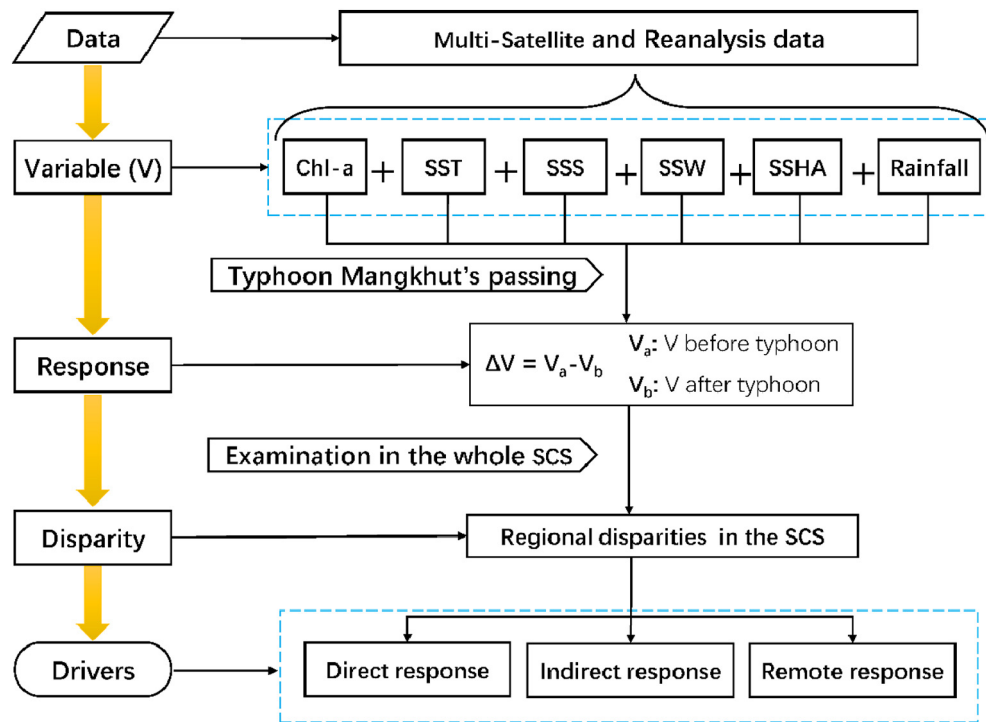 Data
Multi-Satellite and Reanalysis data
Variable (V)
Chl-a + SST + SSS + SSW + SSHA + Rainfall
Typhoon Mangkhut's passing
Response
ΔV = Vₐ-V_b
Vₐ: V before typhoon
V_b: V after typhoon
Examination in the whole SCS
Disparity
Regional disparities in the SCS
Drivers
Direct response
Indirect response
Remote response